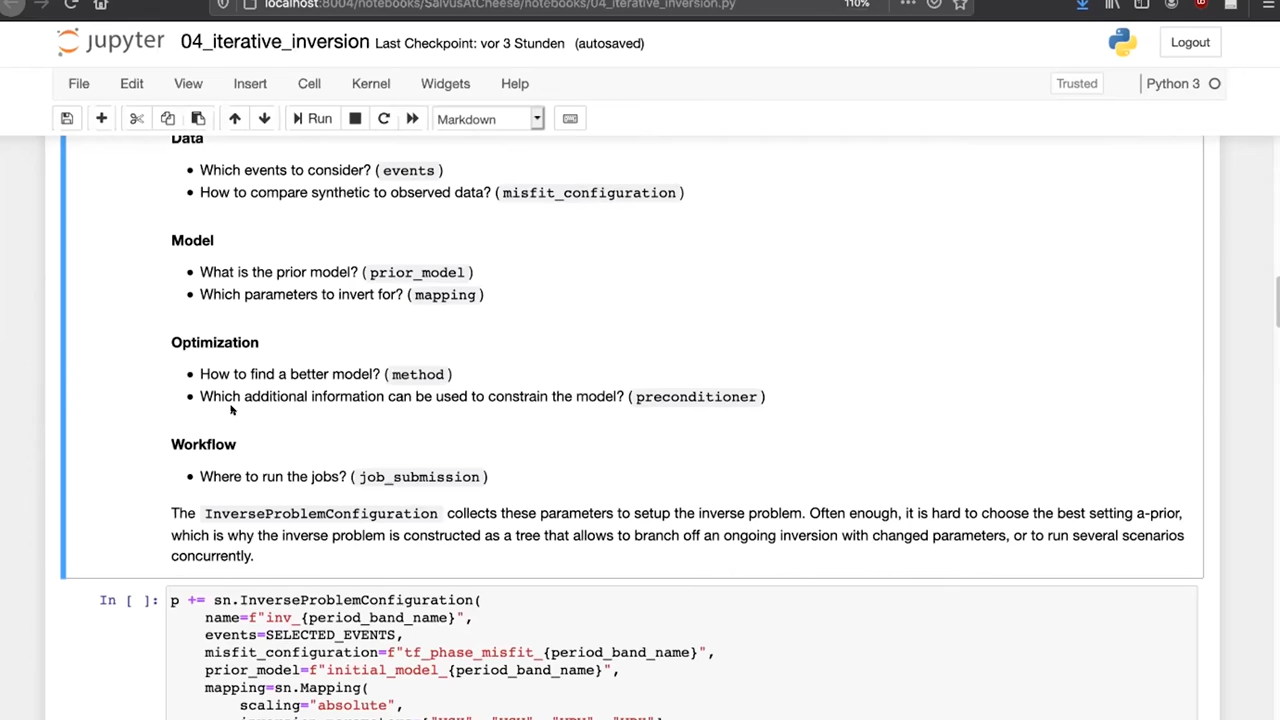 localhost:8004/notebooks/SalvusAtCheese/notebooks/04_iterative_inversion.py 110%
jupyter 04_iterative_inversion Last Checkpoint: vor 3 Stunden (autosaved) Logout
File Edit View Insert Cell Kernel Widgets Help Trusted Python 3
Run Markdown
Data
Which events to consider? (events)
How to compare synthetic to observed data? (misfit_configuration)
Model
What is the prior model? (prior_model)
Which parameters to invert for? (mapping)
Optimization
How to find a better model? (method)
Which additional information can be used to constrain the model? (preconditioner)
Workflow
Where to run the jobs? (job_submission)
The InverseProblemConfiguration collects these parameters to setup the inverse problem. Often enough, it is hard to choose the best setting a-prior,
which is why the inverse problem is constructed as a tree that allows to branch off an ongoing inversion with changed parameters, or to run several scenarios
concurrently.
In [ ]: p += sn.InverseProblemConfiguration(
name=f"inv_{period_band_name}",
events=SELECTED_EVENTS,
misfit_configuration=f"tf_phase_misfit_{period_band_name}",
prior_model=f"initial_model_{period_band_name}",
mapping=sn.Mapping(
scaling="absolute",